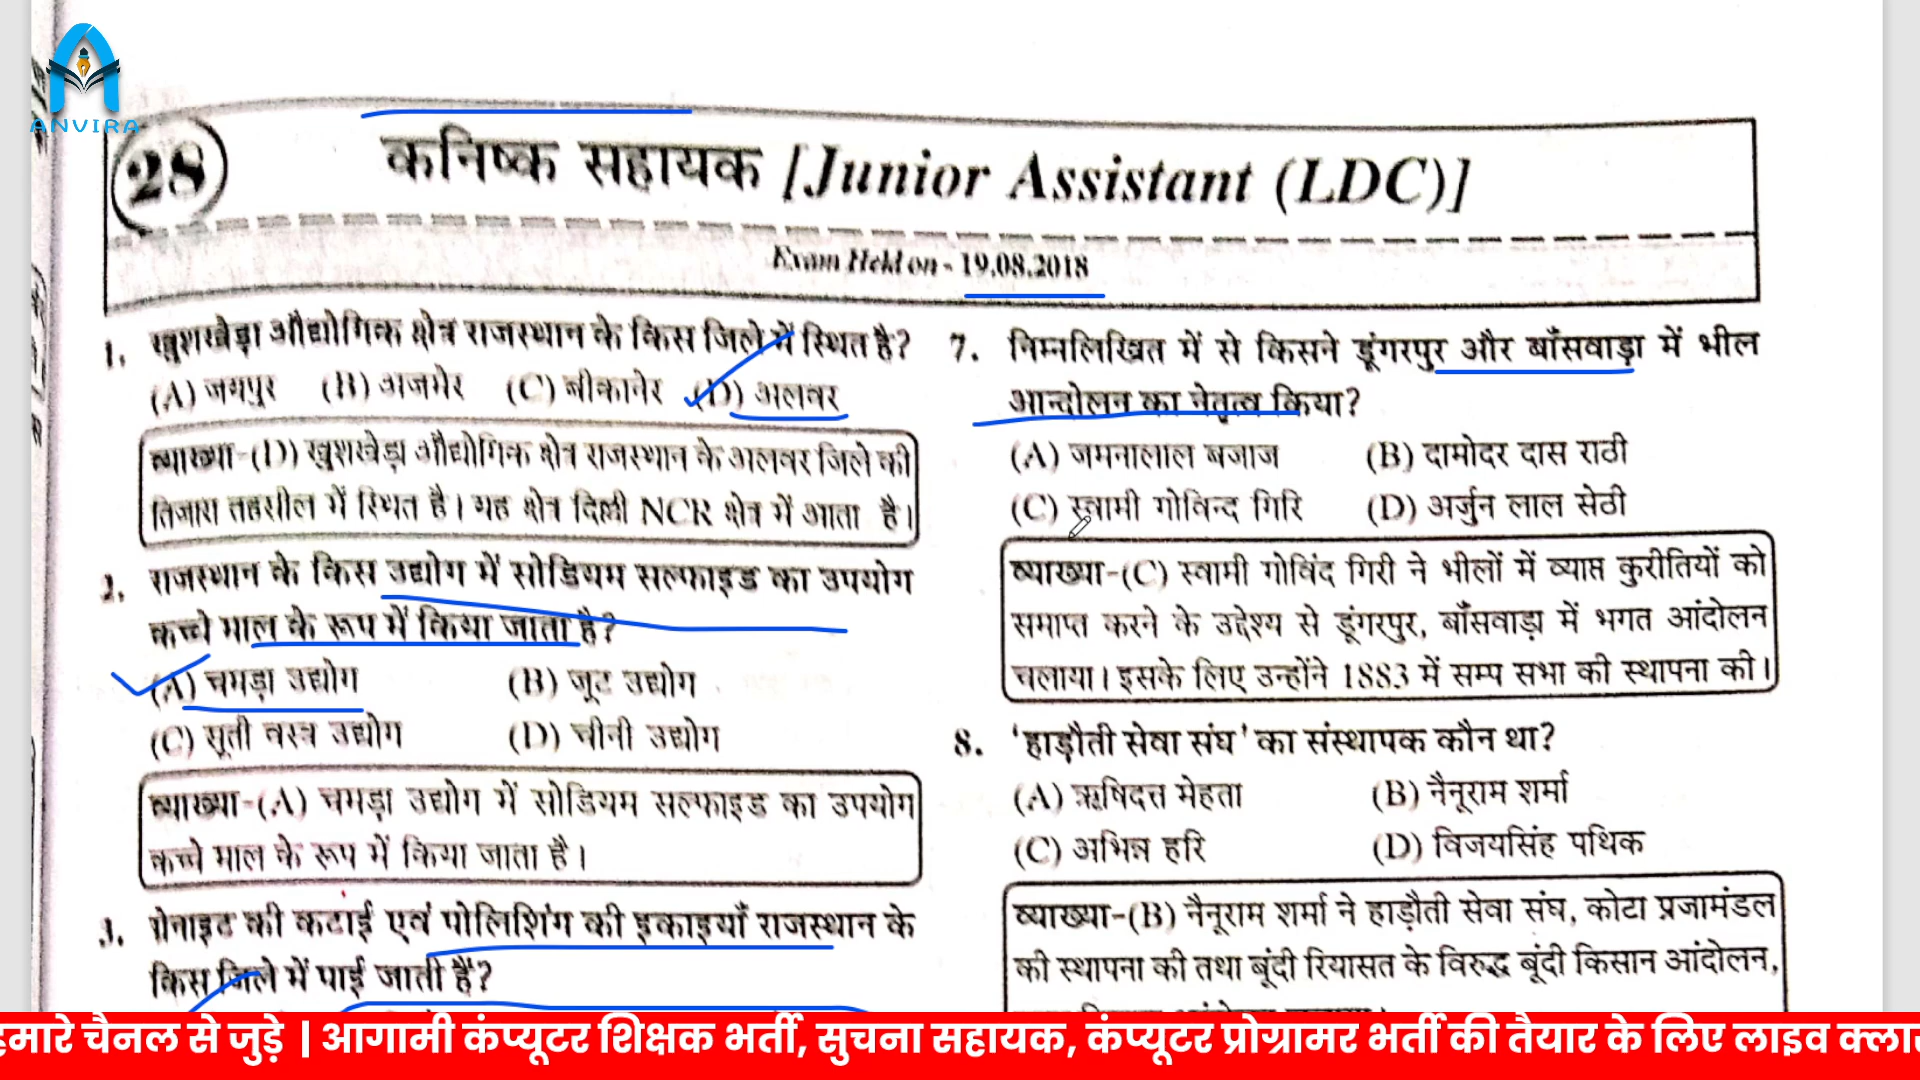 ANVIRA
28
कनिष्क सहायक [Junior Assistant (LDC)]
Exam Held on - 19.08.2018
1. खुशखेड़ा औद्योगिक क्षेत्र राजस्थान के किस जिले में स्थित है?
(A) जयपुर (B) अजमेर (C) बीकानेर (D) अलवर
व्याख्या-(D) खुशखेड़ा औद्योगिक क्षेत्र राजस्थान के अलवर जिले की
तिजारा तहसील में स्थित है। यह क्षेत्र दिल्ली NCR क्षेत्र में आता है।
2. राजस्थान के किस उद्योग में सोडियम सल्फाइड का उपयोग
कच्चे माल के रूप में किया जाता है?
(A) चमड़ा उद्योग (B) जूट उद्योग
(C) सूती वस्त्र उद्योग (D) चीनी उद्योग
व्याख्या-(A) चमड़ा उद्योग में सोडियम सल्फाइड का उपयोग
कच्चे माल के रूप में किया जाता है।
3. ग्रेनाइट की कटाई एवं पोलिशिंग की इकाइयाँ राजस्थान के
किस जिले में पाई जाती हैं?
7. निम्नलिखित में से किसने डूंगरपुर और बाँसवाड़ा में भील
आन्दोलन का नेतृत्व किया?
(A) जमनालाल बजाज (B) दामोदर दास राठी
(C) स्वामी गोविन्द गिरि (D) अर्जुन लाल सेठी
व्याख्या-(C) स्वामी गोविंद गिरी ने भीलों में व्याप्त कुरीतियों को
समाप्त करने के उद्देश्य से डूंगरपुर, बाँसवाड़ा में भगत आंदोलन
चलाया। इसके लिए उन्होंने 1883 में सम्प सभा की स्थापना की।
8. 'हाड़ौती सेवा संघ' का संस्थापक कौन था?
(A) ऋषिदत्त मेहता (B) नैनूराम शर्मा
(C) अभिन्न हरि (D) विजयसिंह पथिक
व्याख्या-(B) नैनूराम शर्मा ने हाड़ौती सेवा संघ, कोटा प्रजामंडल
की स्थापना की तथा बूंदी रियासत के विरुद्ध बूंदी किसान आंदोलन,
हमारे चैनल से जुड़े | आगामी कंप्यूटर शिक्षक भर्ती, सुचना सहायक, कंप्यूटर प्रोग्रामर भर्ती की तैयार के लिए लाइव